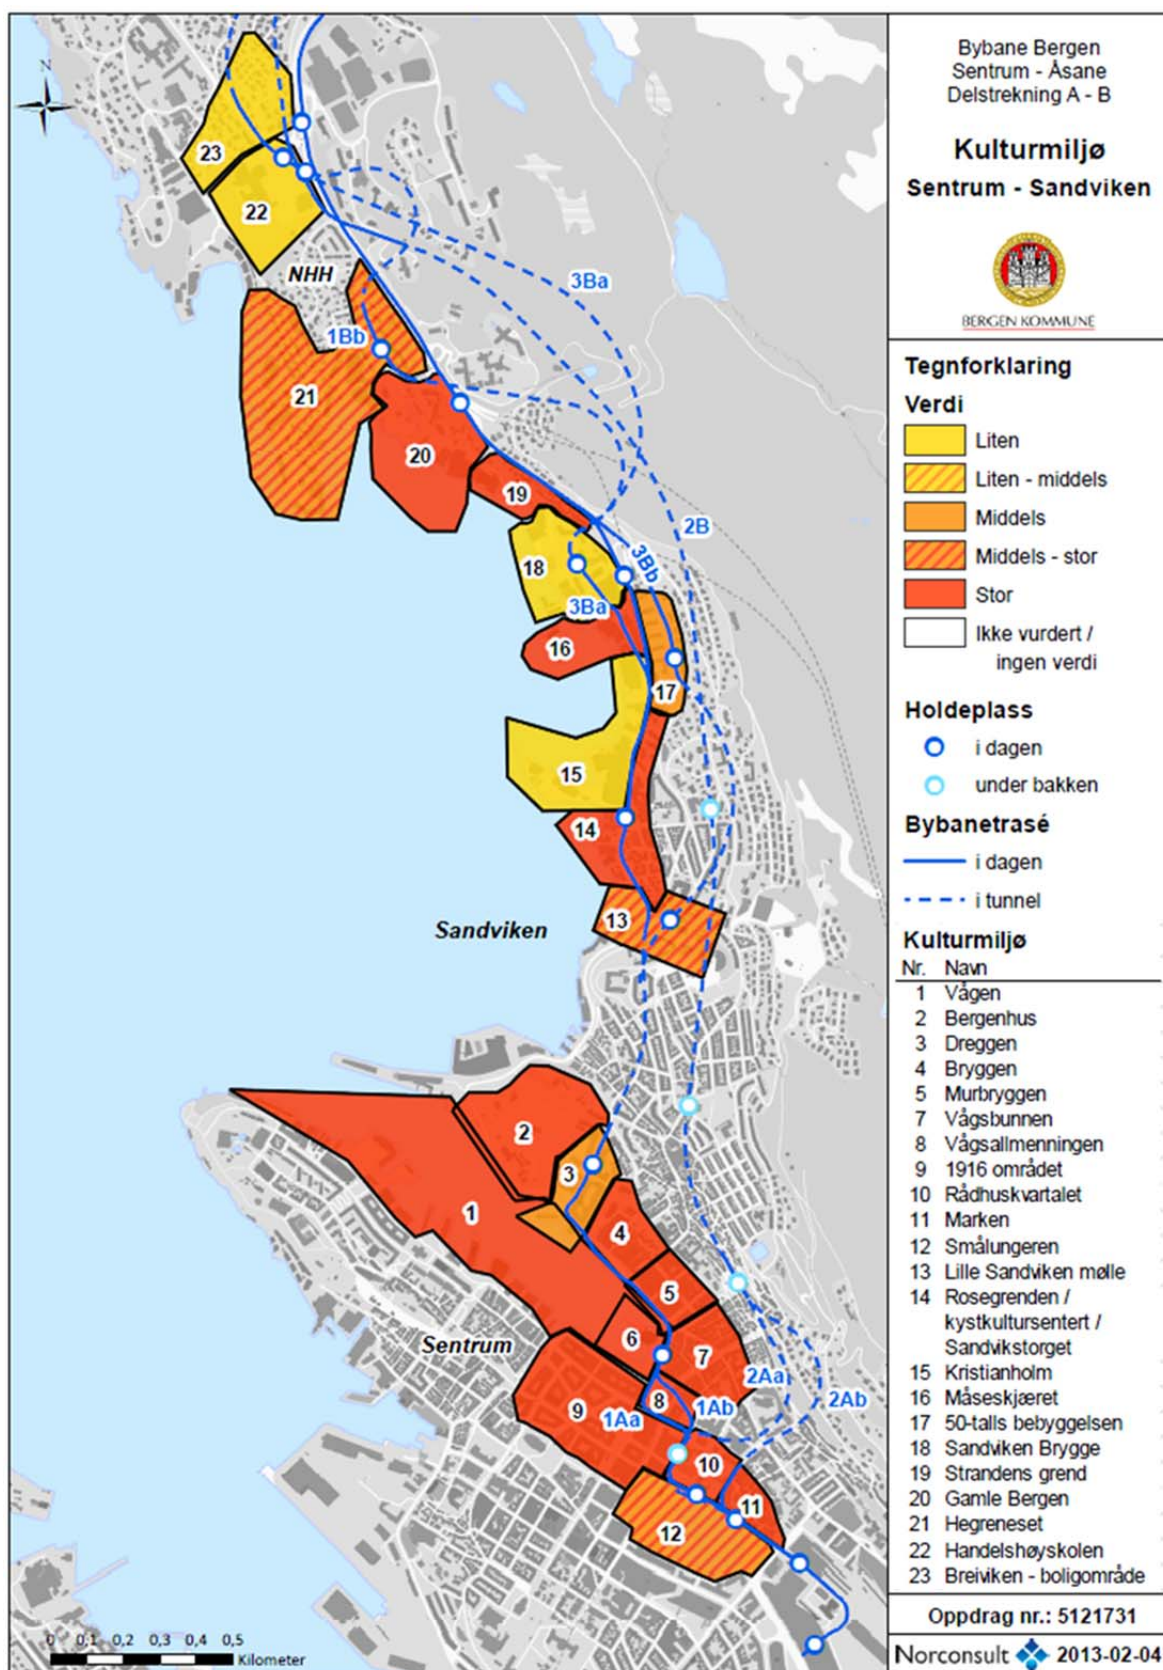 N
23
22
NHH
3Ba
1Bb
21
20
19
2B
18
3Bb
3Ba
16
17
15
14
13
Sandviken
2
3
1
4
5
6
Sentrum
7
2Aa
8
1Ab
2Ab
9
1Aa
10
11
12
0 0,1 0,2 0,3 0,4 0,5
Kilometer
Bybane Bergen
Sentrum - Åsane
Delstrekning A - B
Kulturmiljø
Sentrum - Sandviken
BERGEN KOMMUNE
Tegnforklaring
Verdi
Liten
Liten - middels
Middels
Middels - stor
Stor
Ikke vurdert /
ingen verdi
Holdeplass
i dagen
under bakken
Bybanetrasé
i dagen
i tunnel
Kulturmiljø
Nr. Navn
1 Vågen
2 Bergenhus
3 Dreggen
4 Bryggen
5 Murbryggen
7 Vågsbunnen
8 Vågsallmenningen
9 1916 området
10 Rådhuskvartalet
11 Marken
12 Smålungeren
13 Lille Sandviken mølle
14 Rosegrenden /
kystkultursentert /
Sandvikstorget
15 Kristianholm
16 Måseskjæret
17 50-talls bebyggelsen
18 Sandviken Brygge
19 Strandens grend
20 Gamle Bergen
21 Hegreneset
22 Handelshøyskolen
23 Breiviken - boligområde
Oppdrag nr.: 5121731
Norconsult 2013-02-04